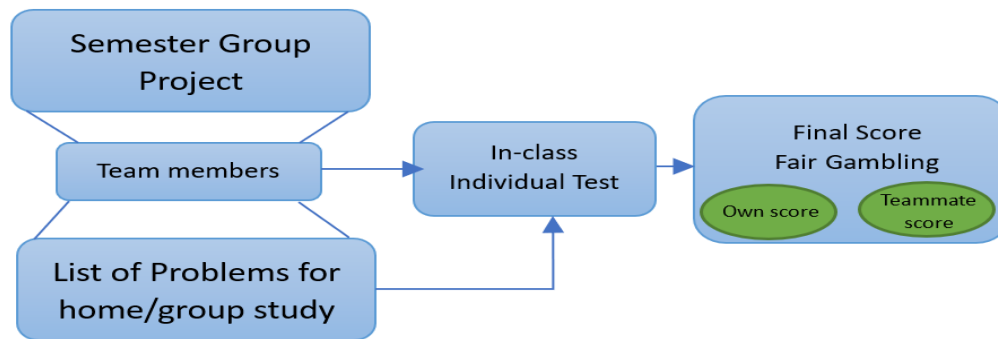 Semester Group
Project
Team members
List of Problems for
home/group study
In-class
Individual Test
Final Score
Fair Gambling
Own score
Teammate
score